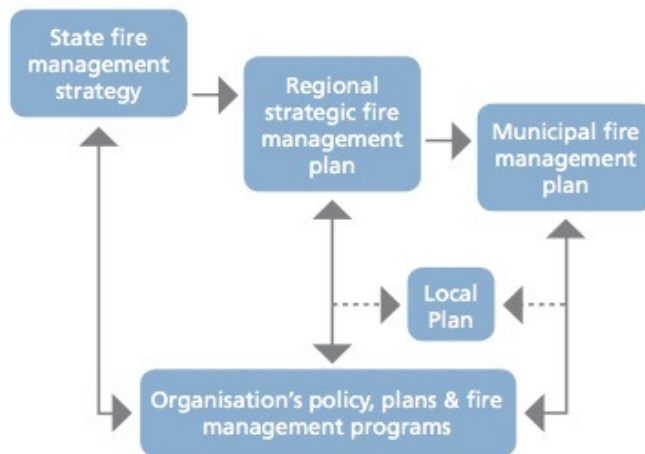 State fire
management
strategy
Regional
strategic fire
management
plan
Municipal fire
management
plan
Local
Plan
Organisation's policy, plans & fire
management programs